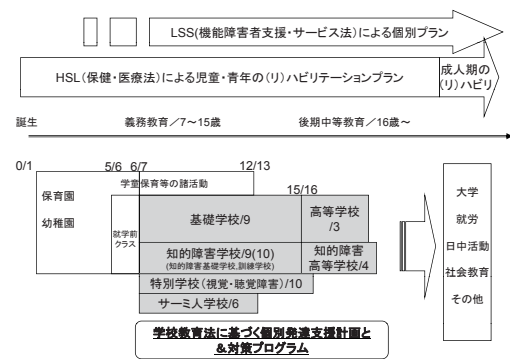 LSS(機能障害者支援・サービス法)による個別プラン
HSL(保健・医療法)による児童・青年の(リ)ハビリテーションプラン
成人期の
(リ)ハビリ
誕生
義務教育/7~15歳
後期中等教育/16歳~
0/1
5/6
6/7
12/13
15/16
保育園
幼稚園
学童保育等の諸活動
就学前
クラス
基礎学校/9
高等学校
/3
知的障害学校/9(10)
(知的障害基礎学校,訓練学校)
知的障害
高等学校/4
特別学校(視覚・聴覚障害)/10
サーミ人学校/6
大学
就労
日中活動
社会教育
その他
学校教育法に基づく個別発達支援計画と
&対策プログラム